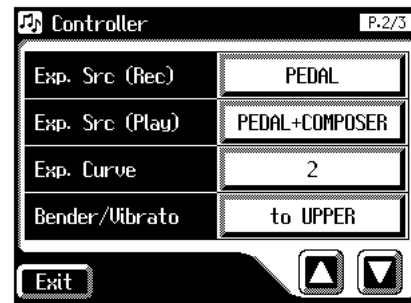 Controller P.2/3
Exp. Src (Rec) PEDAL
Exp. Src (Play) PEDAL+COMPOSER
Exp. Curve 2
Bender/Vibrato to UPPER
Exit